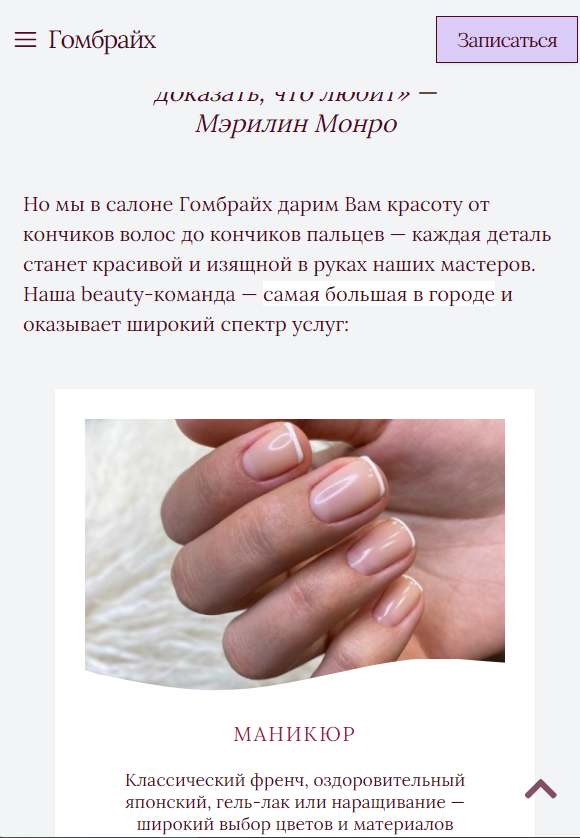 Гомбрайх
Записаться
доказать, что любит» —
Мэрилин Монро
Но мы в салоне Гомбрайх дарим Вам красоту от
кончиков волос до кончиков пальцев — каждая деталь
станет красивой и изящной в руках наших мастеров.
Наша beauty-команда — самая большая в городе и
оказывает широкий спектр услуг:
МАНИКЮР
Классический френч, оздоровительный
японский, гель-лак или наращивание —
широкий выбор цветов и материалов